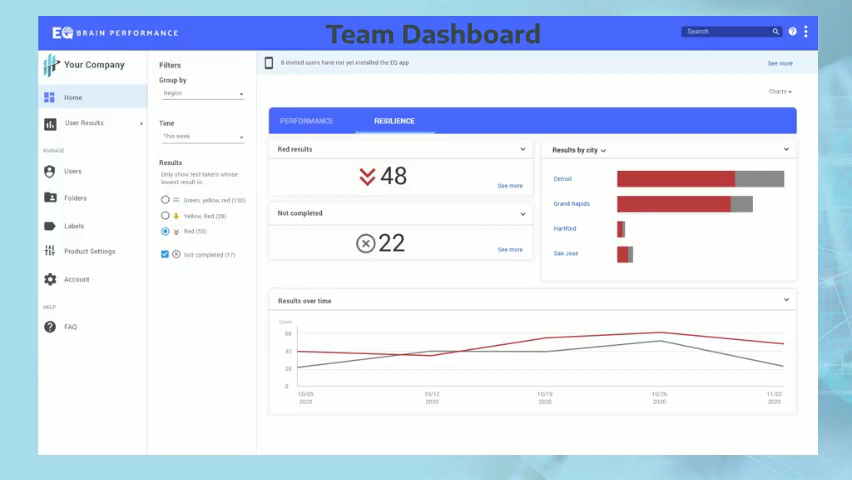 EQ BRAIN PERFORMANCE
Team Dashboard
Search
Your Company
Home
User Results
MANAGE
Users
Folders
Labels
Product Settings
Account
HELP
FAQ
Filters
Group by
Region
Time
This week
Results
Only show test-takers whose
lowest result is:
Green, yellow, red (130)
Yellow, Red (28)
Red (53)
Not completed (17)
6 invited users have not yet installed the EQ app
See more
Charts
PERFORMANCE
RESILIENCE
Red results
48
See more
Not completed
22
See more
Results by city
Detroit
Grand Rapids
Hartford
San Jose
Results over time
Users
60
40
20
0
10/05
2020
10/12
2020
10/19
2020
10/26
2020
11/02
2020